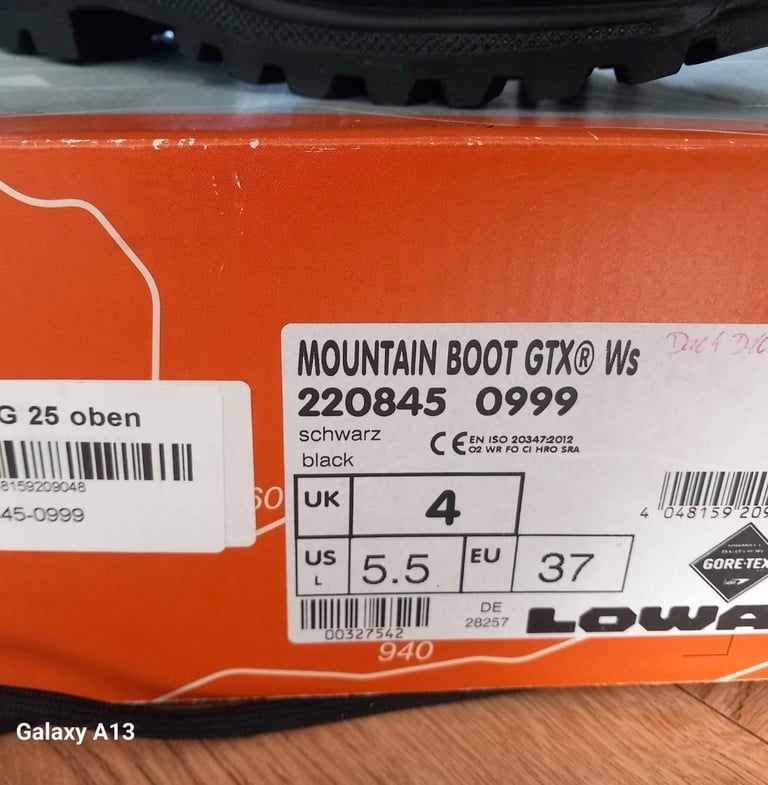 MOUNTAIN BOOT GTX® Ws
220845 0999
schwarz
black
CE EN ISO 20347:2012
O2 WR FO CI HRO SRA
UK 4
US L 5.5 EU 37
00327542
DE
28257
LOWA
4 048159 209
GORE-TEX
G 25 oben
8159209048
45-0999
60
940
Galaxy A13